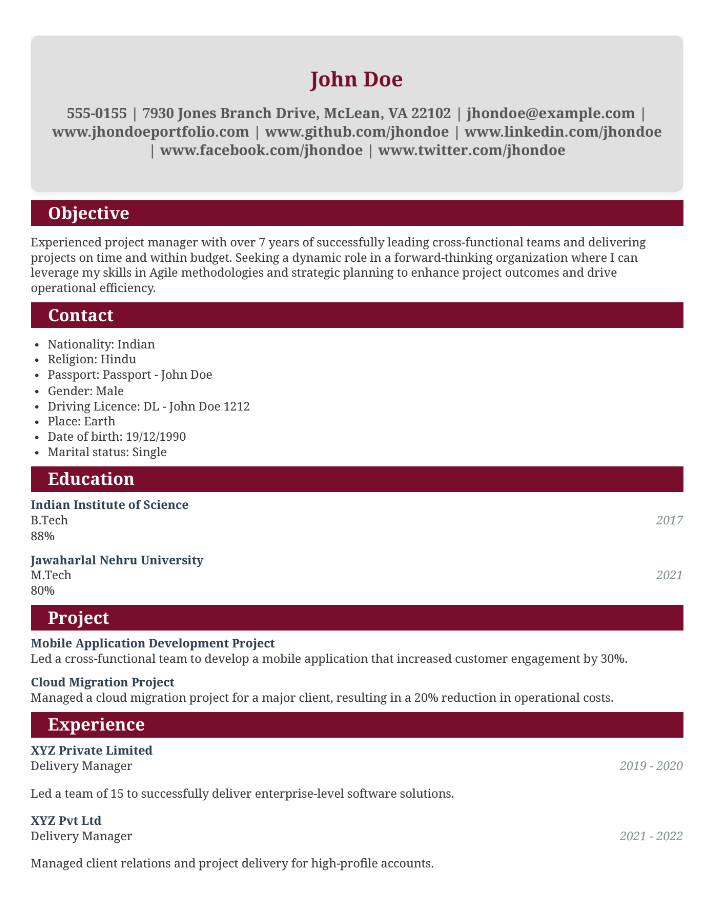 John Doe
555-0155 | 7930 Jones Branch Drive, McLean, VA 22102 | jhondoe@example.com |
www.jhondoeportfolio.com | www.github.com/jhondoe | www.linkedin.com/jhondoe
| www.facebook.com/jhondoe | www.twitter.com/jhondoe
Objective
Experienced project manager with over 7 years of successfully leading cross-functional teams and delivering
projects on time and within budget. Seeking a dynamic role in a forward-thinking organization where I can
leverage my skills in Agile methodologies and strategic planning to enhance project outcomes and drive
operational efficiency.
Contact
• Nationality: Indian
• Religion: Hindu
• Passport: Passport - John Doe
• Gender: Male
• Driving Licence: DL - John Doe 1212
• Place: Earth
• Date of birth: 19/12/1990
• Marital status: Single
Education
Indian Institute of Science
B.Tech 2017
88%
Jawaharlal Nehru University
M.Tech 2021
80%
Project
Mobile Application Development Project
Led a cross-functional team to develop a mobile application that increased customer engagement by 30%.
Cloud Migration Project
Managed a cloud migration project for a major client, resulting in a 20% reduction in operational costs.
Experience
XYZ Private Limited
Delivery Manager 2019 - 2020
Led a team of 15 to successfully deliver enterprise-level software solutions.
XYZ Pvt Ltd
Delivery Manager 2021 - 2022
Managed client relations and project delivery for high-profile accounts.